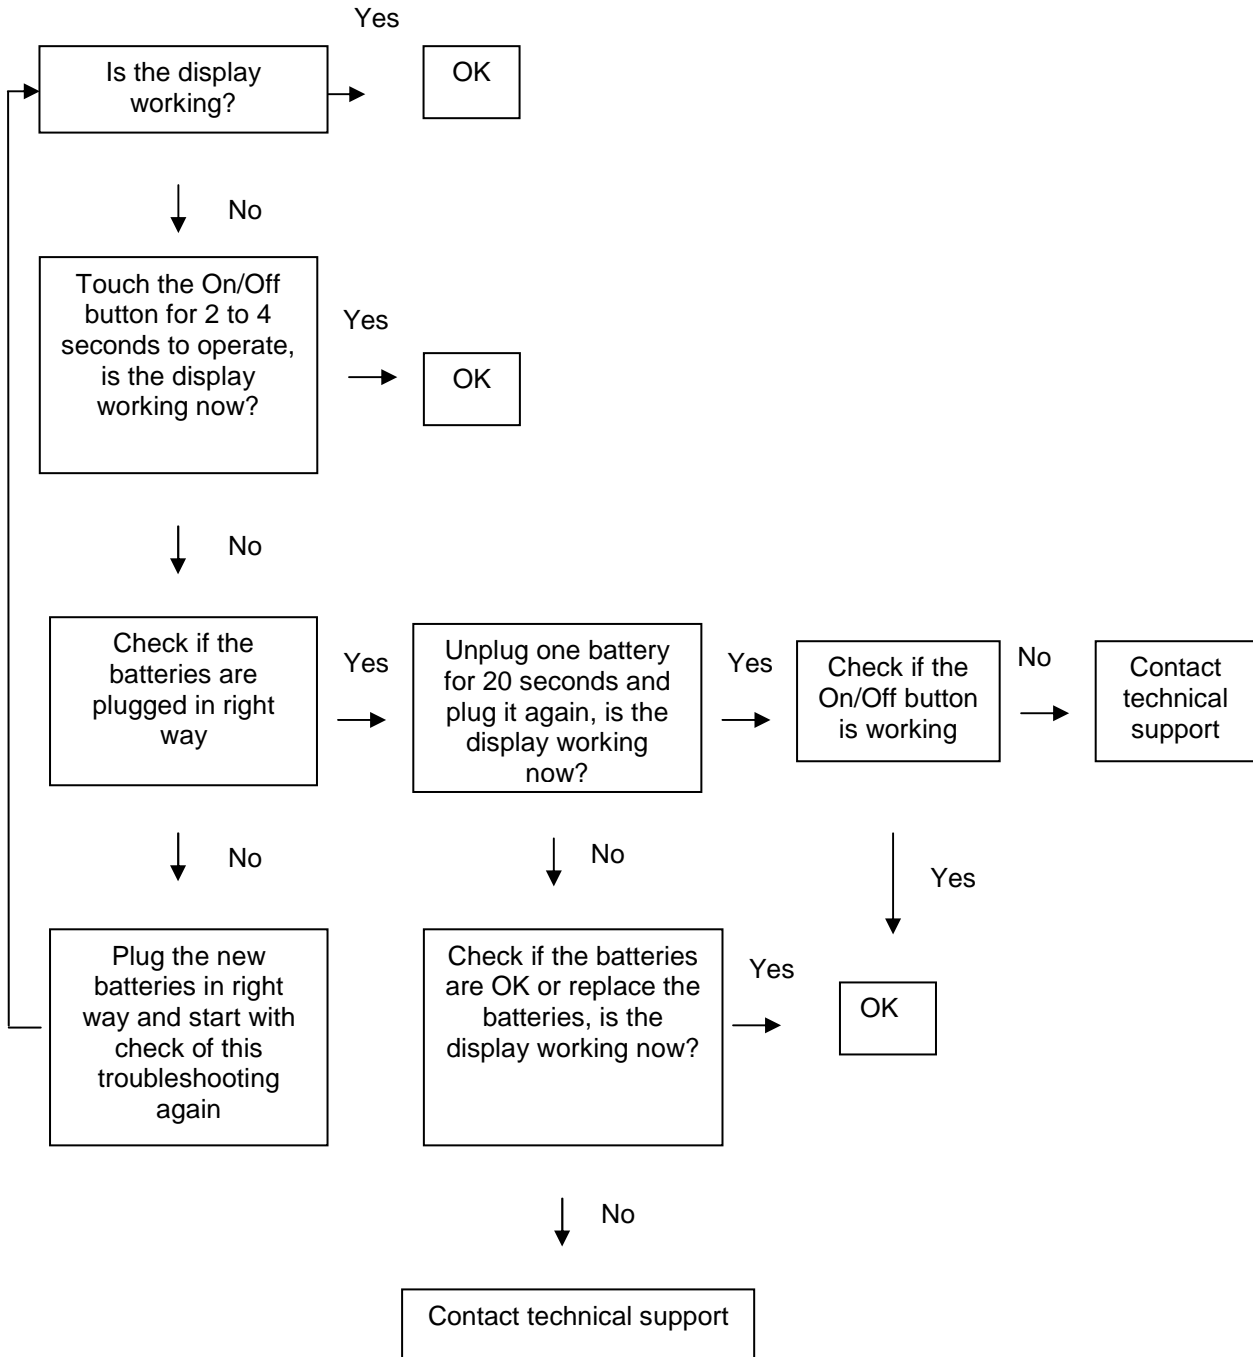 Yes
Is the display
working?
OK
No
Touch the On/Off
button for 2 to 4
seconds to operate,
is the display
working now?
Yes
OK
No
Check if the
batteries are
plugged in right
way
Yes
Unplug one battery
for 20 seconds and
plug it again, is the
display working
now?
Yes
Check if the
On/Off button
is working
No
Contact
technical
support
No
No
Yes
Plug the new
batteries in right
way and start with
check of this
troubleshooting
again
Check if the batteries
are OK or replace the
batteries, is the
display working now?
Yes
OK
No
Contact technical support